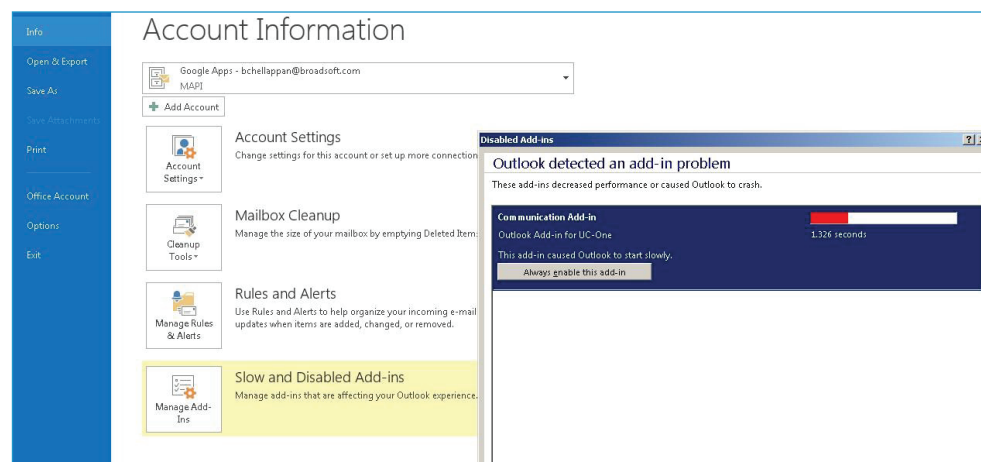 Info
Open & Export
Save As
Save Attachments
Print
Office Account
Options
Exit
Account Information
Google Apps - bchellappan@broadsoft.com
MAPI
Add Account
Account
Settings
Account Settings
Change settings for this account or set up more connection
Cleanup
Tools
Mailbox Cleanup
Manage the size of your mailbox by emptying Deleted Item
Manage Rules
& Alerts
Rules and Alerts
Use Rules and Alerts to help organize your incoming e-mail
updates when items are added, changed, or removed.
Manage Add-
Ins
Slow and Disabled Add-ins
Manage add-ins that are affecting your Outlook experience.
Disabled Add-ins
?
Outlook detected an add-in problem
These add-ins decreased performance or caused Outlook to crash.
Communication Add-in
Outlook Add-in for UC-One
1.326 seconds
This add-in caused Outlook to start slowly.
Always enable this add-in